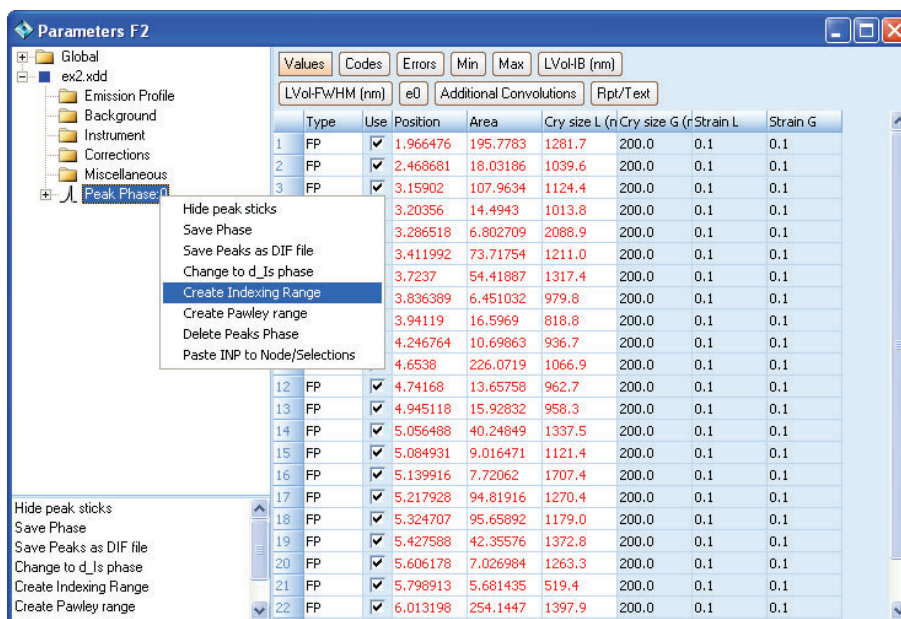 Parameters F2
Global
ex2.xdd
Emission Profile
Background
Instrument
Corrections
Miscellaneous
Peak Phase:0
Hide peak sticks
Save Phase
Save Peaks as DIF file
Change to d_Is phase
Create Indexing Range
Create Pawley range
Delete Peaks Phase
Paste INP to Node/Selections
Hide peak sticks
Save Phase
Save Peaks as DIF file
Change to d_Is phase
Create Indexing Range
Create Pawley range
Values Codes Errors Min Max LVol-IB (nm)
LVol-FWHM (nm) e0 Additional Convolutions Rpt/Text
Type Use Position Area Cry size L (n Cry size G (r Strain L Strain G
1 FP 1.966476 195.7783 1281.7 200.0 0.1 0.1
2 FP 2.468681 18.03186 1039.6 200.0 0.1 0.1
3 FP 3.15902 107.9634 1124.4 200.0 0.1 0.1
3.20356 14.4943 1013.8 200.0 0.1 0.1
3.286518 6.802709 2088.9 200.0 0.1 0.1
3.411992 73.71754 1211.0 200.0 0.1 0.1
3.7237 54.41887 1317.4 200.0 0.1 0.1
3.836389 6.451032 979.8 200.0 0.1 0.1
3.94119 16.5969 818.8 200.0 0.1 0.1
4.246764 10.69863 936.7 200.0 0.1 0.1
4.6538 226.0719 1066.9 200.0 0.1 0.1
12 FP 4.74168 13.65758 962.7 200.0 0.1 0.1
13 FP 4.945118 15.92832 958.3 200.0 0.1 0.1
14 FP 5.056488 40.24849 1337.5 200.0 0.1 0.1
15 FP 5.084931 9.016471 1121.4 200.0 0.1 0.1
16 FP 5.139916 7.72062 1707.4 200.0 0.1 0.1
17 FP 5.217928 94.81916 1270.4 200.0 0.1 0.1
18 FP 5.324707 95.65892 1179.0 200.0 0.1 0.1
19 FP 5.427588 42.35576 1372.8 200.0 0.1 0.1
20 FP 5.606178 7.026984 1263.3 200.0 0.1 0.1
21 FP 5.798913 5.681435 519.4 200.0 0.1 0.1
22 FP 6.013198 254.1447 1397.9 200.0 0.1 0.1